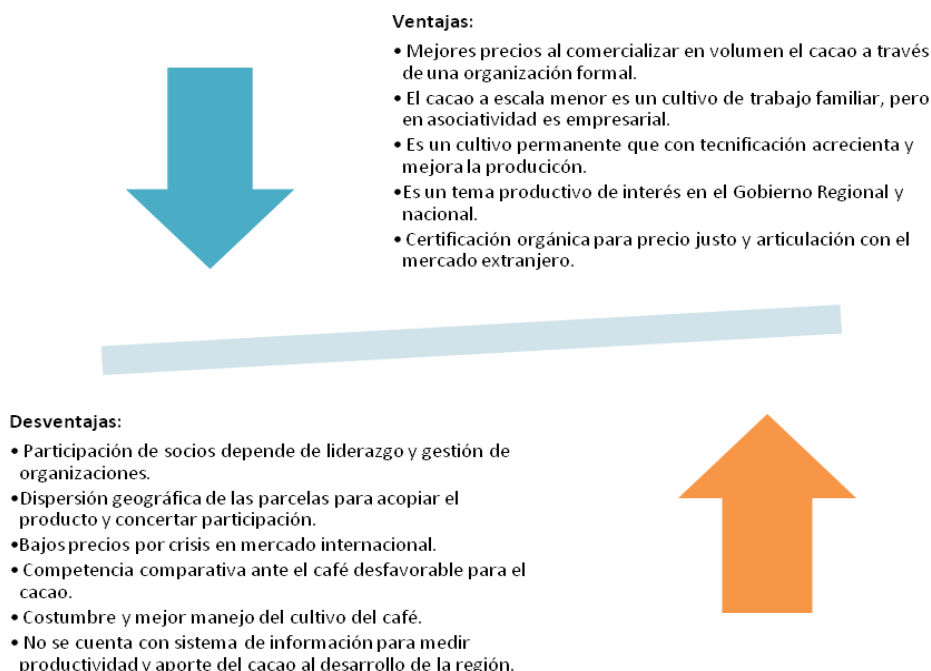 Ventajas:
• Mejores precios al comercializar en volumen el cacao a través
de una organización formal.
• El cacao a escala menor es un cultivo de trabajo familiar, pero
en asociatividad es empresarial.
• Es un cultivo permanente que con tecnificación acrecienta y
mejora la producicón.
•Es un tema productivo de interés en el Gobierno Regional y
nacional.
• Certificación orgánica para precio justo y articulación con el
mercado extranjero.
Desventajas:
• Participación de socios depende de liderazgo y gestión de
organizaciones.
•Dispersión geográfica de las parcelas para acopiar el
producto y concertar participación.
•Bajos precios por crisis en mercado internacional.
• Competencia comparativa ante el café desfavorable para el
cacao.
• Costumbre y mejor manejo del cultivo del café.
• No se cuenta con sistema de información para medir
productividad y aporte del cacao al desarrollo de la región.